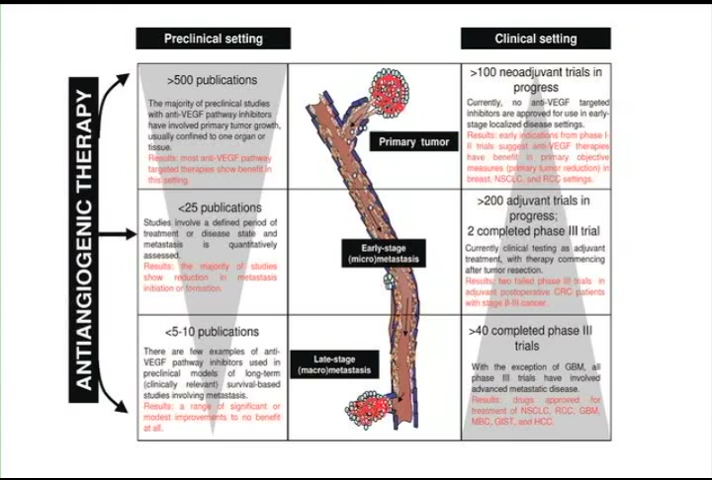 ANTIANGIOGENIC THERAPY
Preclinical setting
>500 publications
The majority of preclinical studies
with anti-VEGF pathway inhibitors
have involved primary tumor growth,
usually confined to one organ or
tissue.
Results: most anti-VEGF pathway
targeted therapies show benefit in
this setting.
<25 publications
Studies involve a defined period of
treatment or disease state and
metastasis is quantitatively
assessed.
Results: the majority of studies
show reduction in metastasis
initiation or formation.
<5-10 publications
There are few examples of anti-
VEGF pathway inhibitors used in
preclinical models of long-term
(clinically relevant) survival-based
studies involving metastasis.
Results: a range of significant or
modest improvements to no benefit
at all.
Primary tumor
Early-stage
(micro)metastasis
Late-stage
(macro)metastasis
Clinical setting
>100 neoadjuvant trials in
progress
Currently, no anti-VEGF targeted
inhibitors are approved for use in early-
stage localized disease settings.
Results: early indications from phase I-
II trials suggest anti-VEGF therapies
have benefit in primary objective
measures (primary tumor reduction) in
breast, NSCLC, and RCC settings.
>200 adjuvant trials in
progress;
2 completed phase III trial
Currently clinical testing as adjuvant
treatment, with therapy commencing
after tumor resection.
Results: two failed phase III trials in
adjuvant postoperative CRC patients
with stage II-III cancer.
>40 completed phase III
trials
With the exception of GBM, all
phase III trials have involved
advanced metastatic disease.
Results: drugs approved for
treatment of NSCLC, RCC, GBM,
MBC, GIST, and HCC.